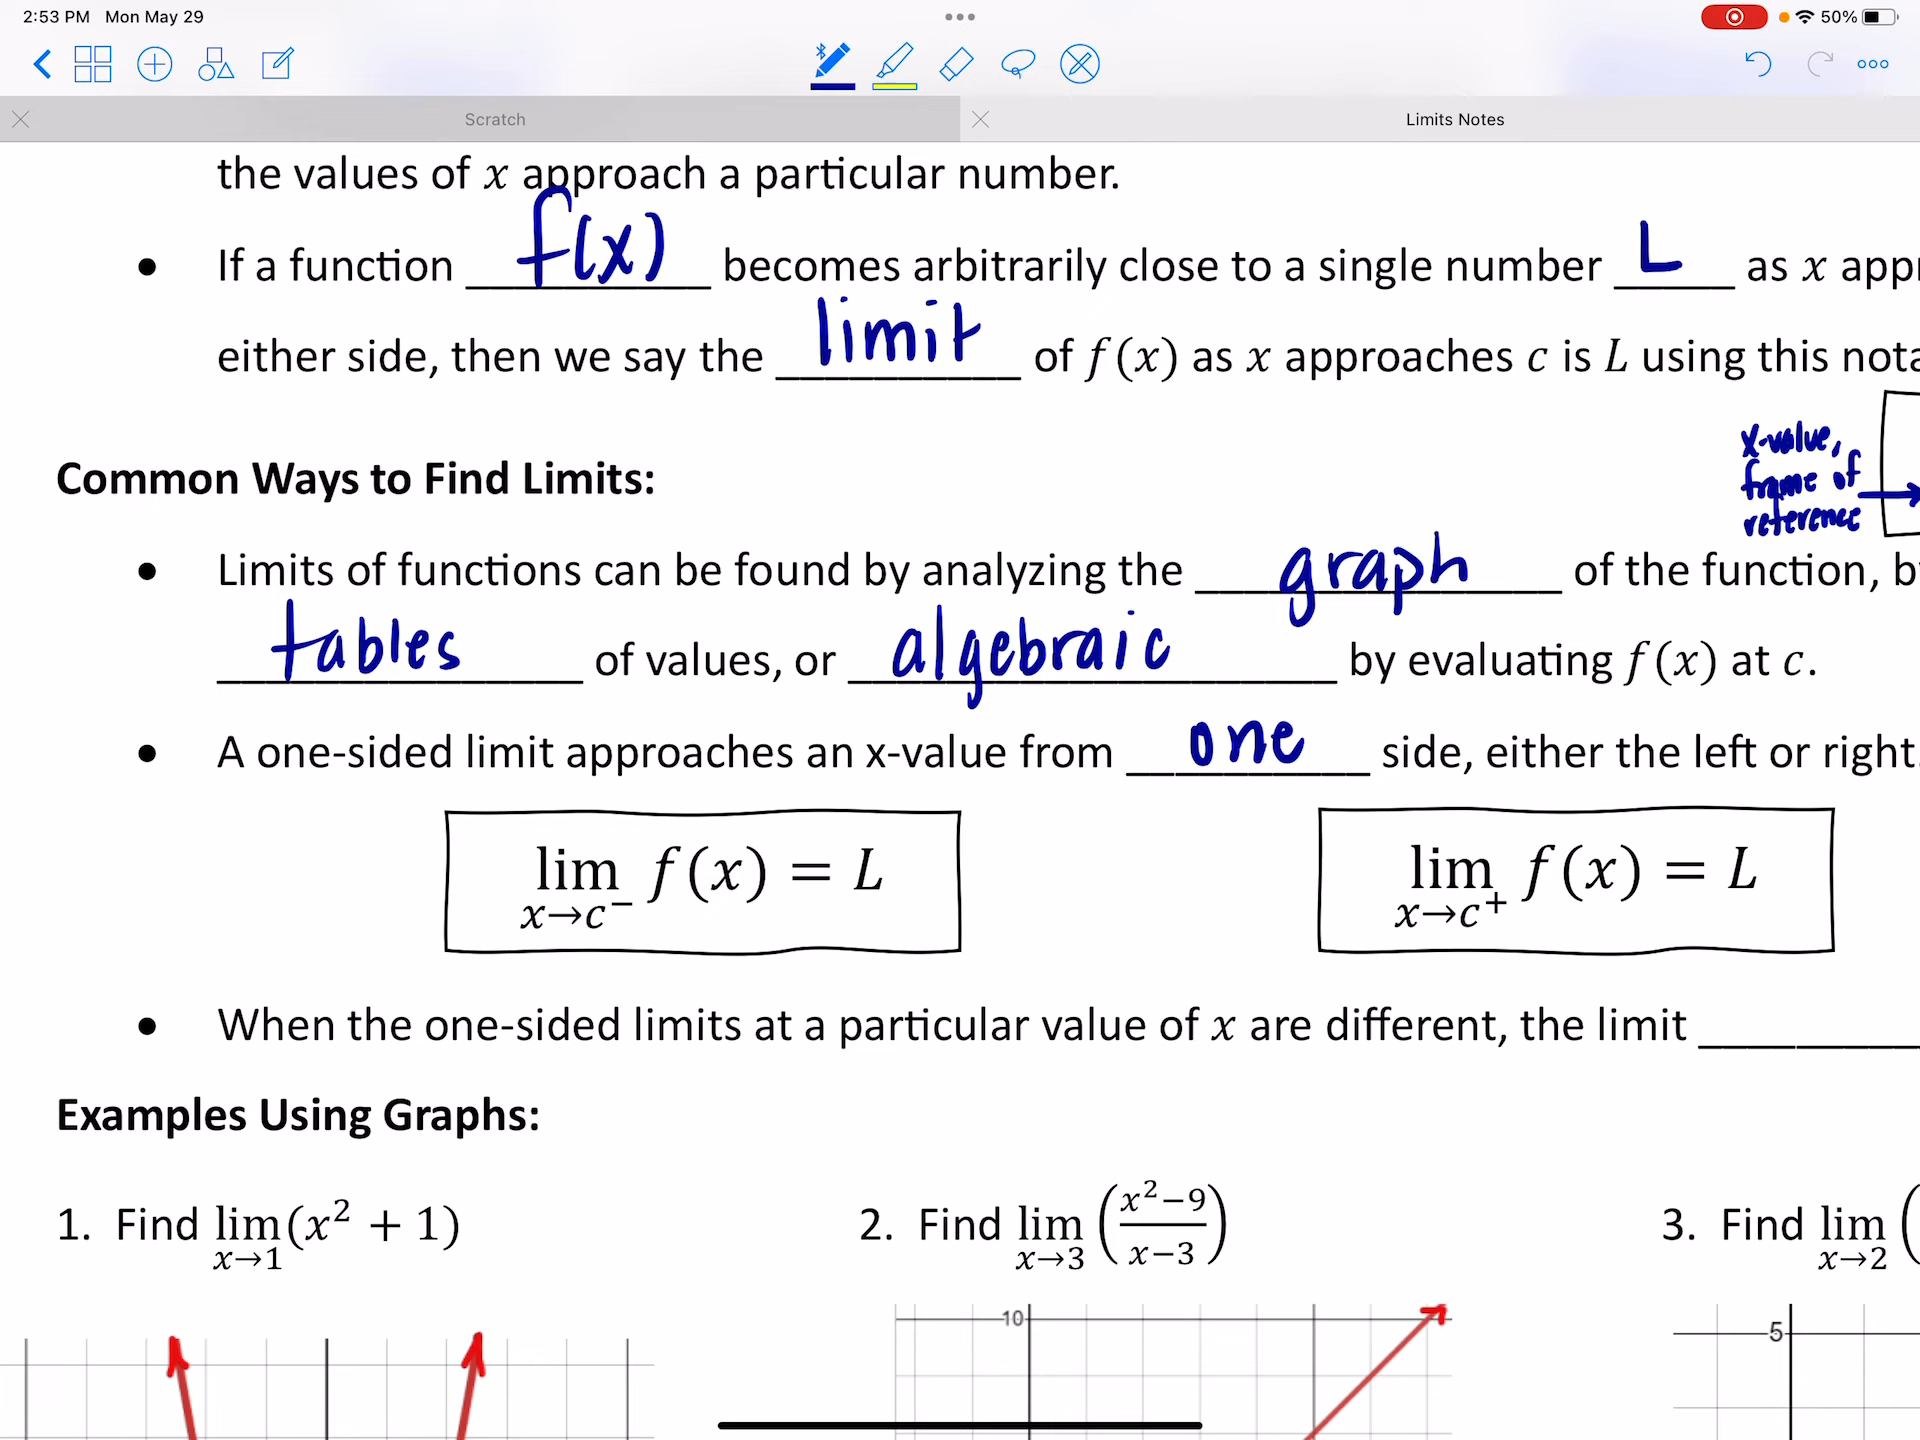 2:53 PM Mon May 29
50%
Scratch
Limits Notes
the values of x approach a particular number.
If a function f(x) becomes arbitrarily close to a single number L as x appr
either side, then we say the limit of f(x) as x approaches c is L using this nota
x-value,
frame of
reference
Common Ways to Find Limits:
• Limits of functions can be found by analyzing the graph of the function, b
tables of values, or algebraic by evaluating f(x) at c.
• A one-sided limit approaches an x-value from one side, either the left or right.
lim x→c⁻ f(x) = L
lim x→c⁺ f(x) = L
• When the one-sided limits at a particular value of x are different, the limit ______
Examples Using Graphs:
1. Find lim x→1 (x² + 1)
2. Find lim x→3 ((x²−9)/(x−3))
3. Find lim x→2 (
10
5